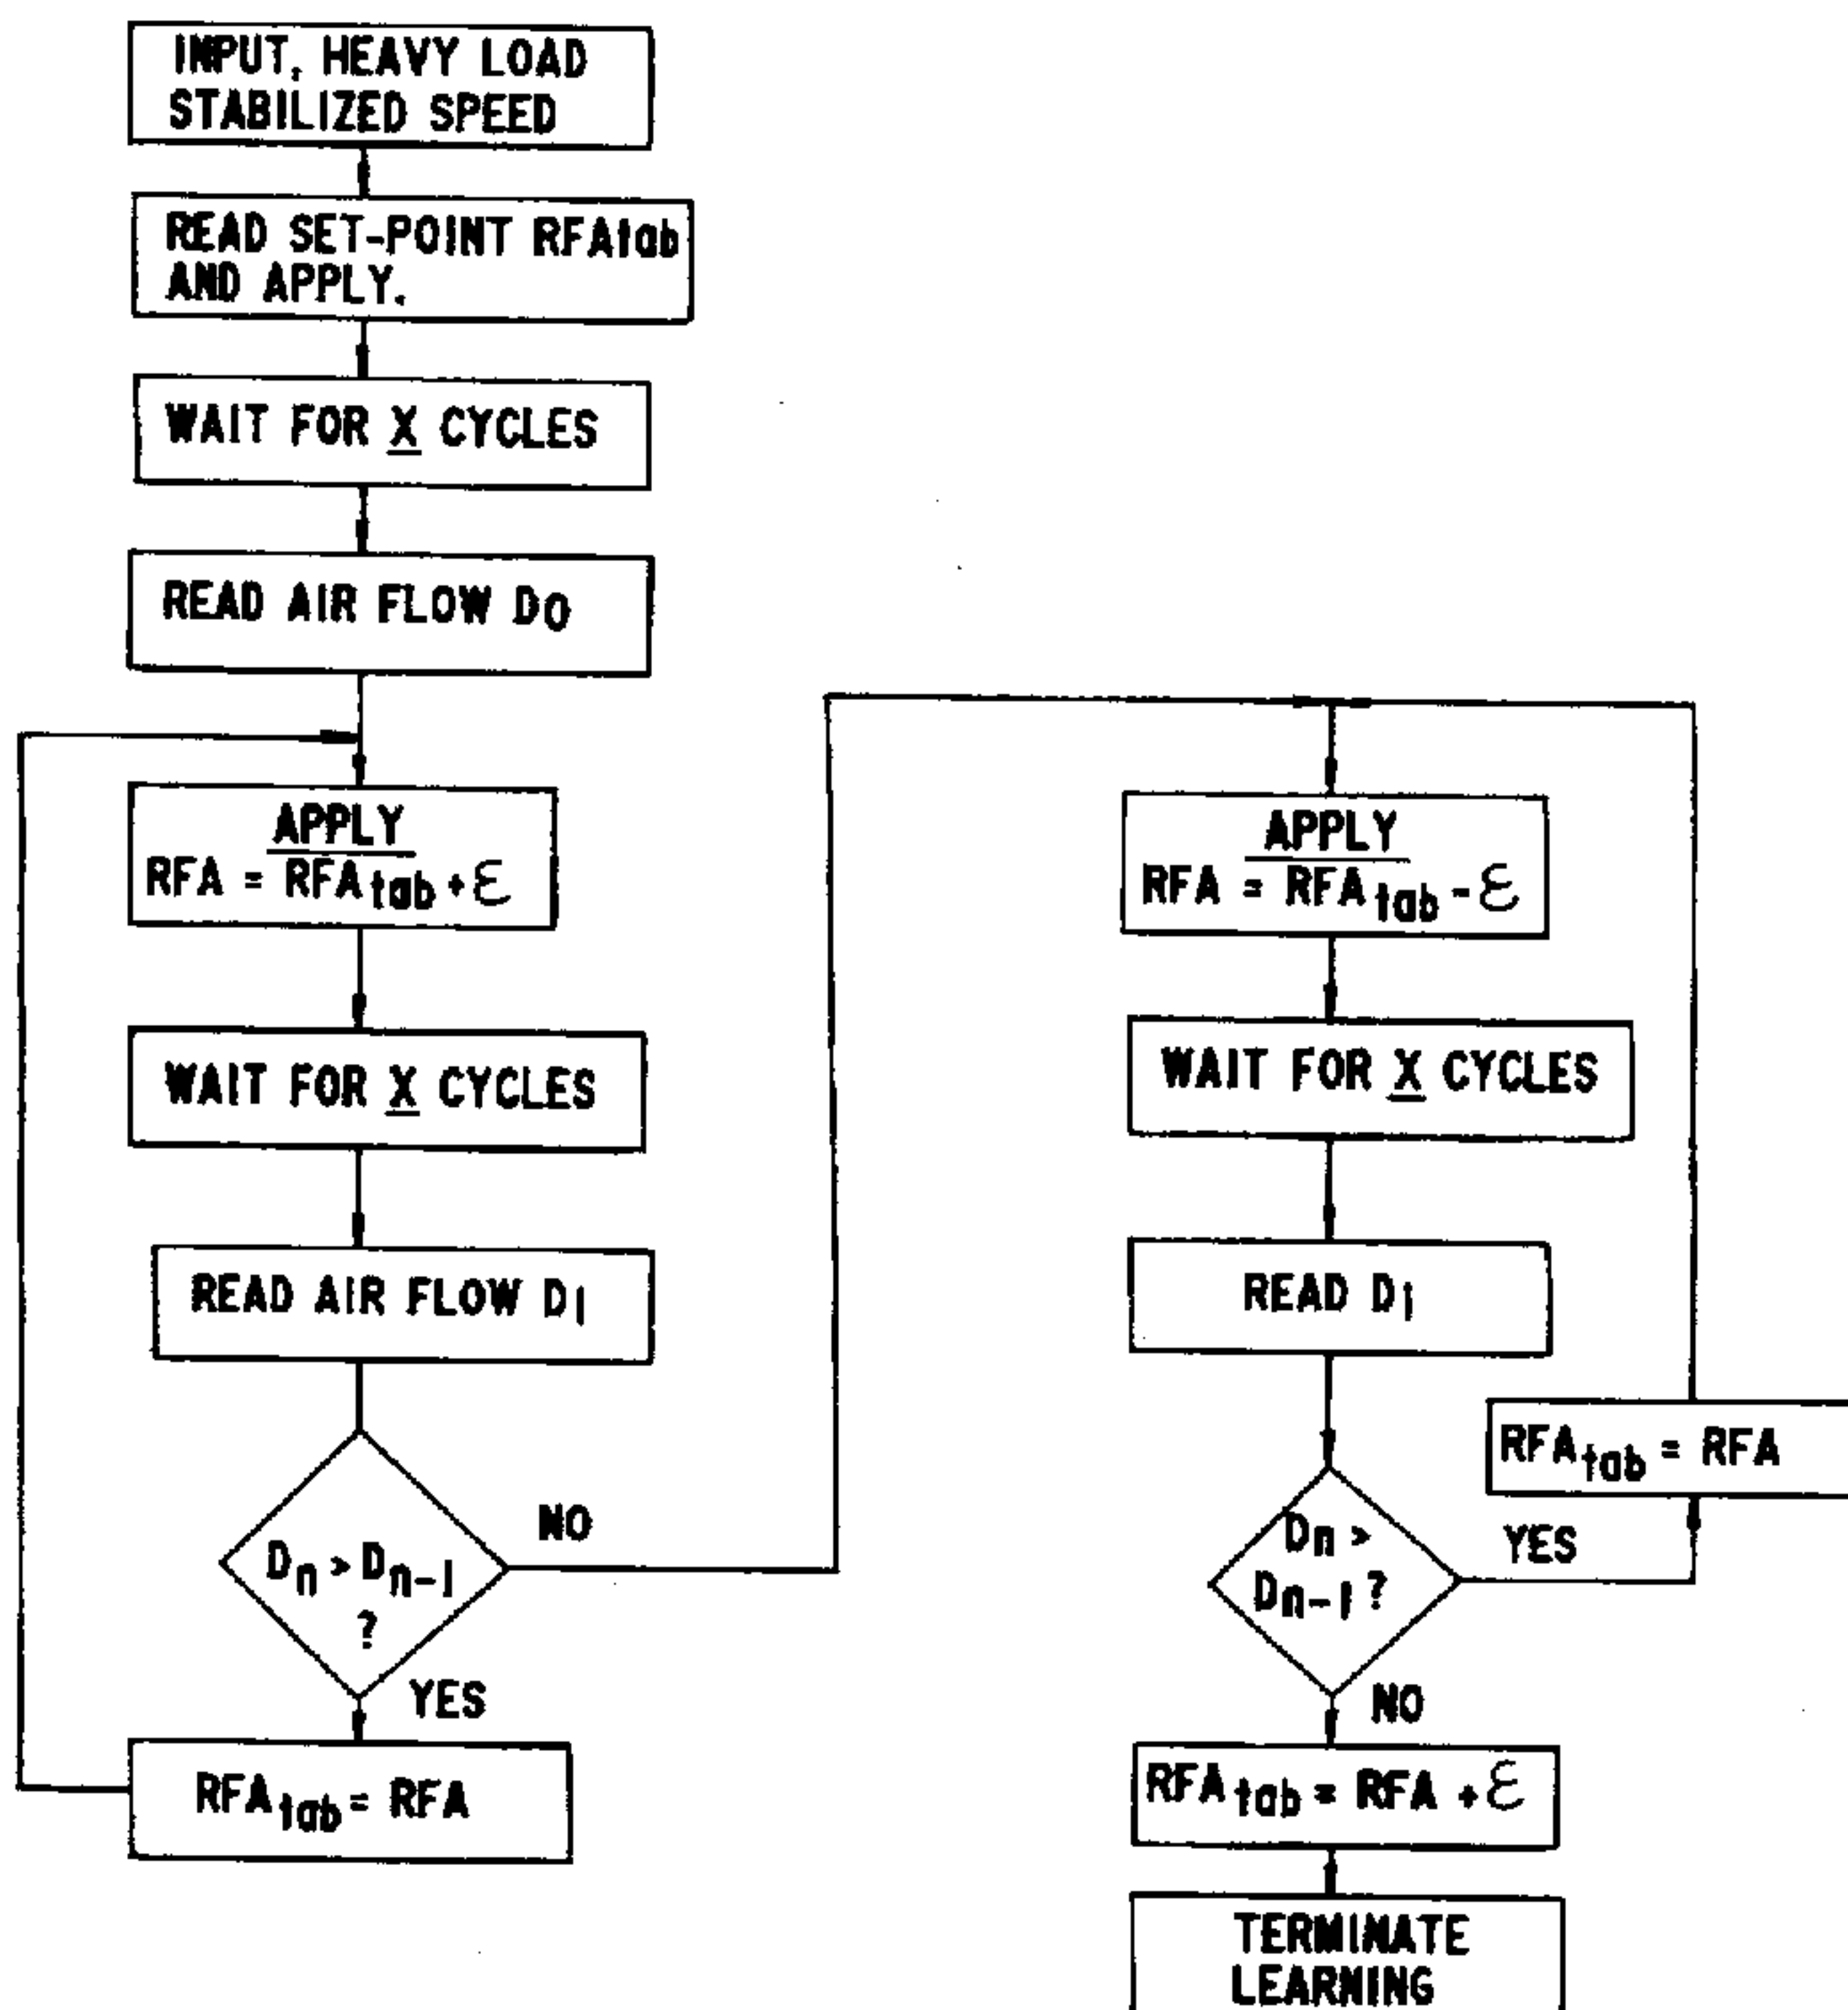 INPUT, HEAVY LOAD
STABILIZED SPEED
READ SET-POINT RFAtab
AND APPLY.
WAIT FOR X CYCLES
READ AIR FLOW D0
APPLY
RFA = RFAtab + ε
WAIT FOR X CYCLES
READ AIR FLOW D1
Dn > Dn-1
?
NO
YES
RFAtab = RFA
APPLY
RFA = RFAtab - ε
WAIT FOR X CYCLES
READ D1
RFAtab = RFA
Dn >
Dn-1 ?
YES
NO
RFAtab = RFA + ε
TERMINATE
LEARNING